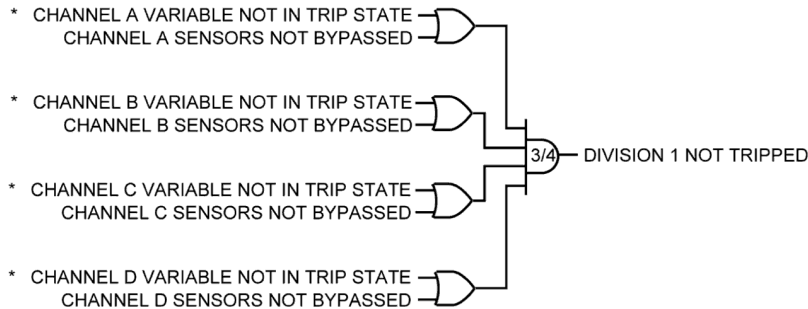 * CHANNEL A VARIABLE NOT IN TRIP STATE
CHANNEL A SENSORS NOT BYPASSED
* CHANNEL B VARIABLE NOT IN TRIP STATE
CHANNEL B SENSORS NOT BYPASSED
3/4
DIVISION 1 NOT TRIPPED
* CHANNEL C VARIABLE NOT IN TRIP STATE
CHANNEL C SENSORS NOT BYPASSED
* CHANNEL D VARIABLE NOT IN TRIP STATE
CHANNEL D SENSORS NOT BYPASSED